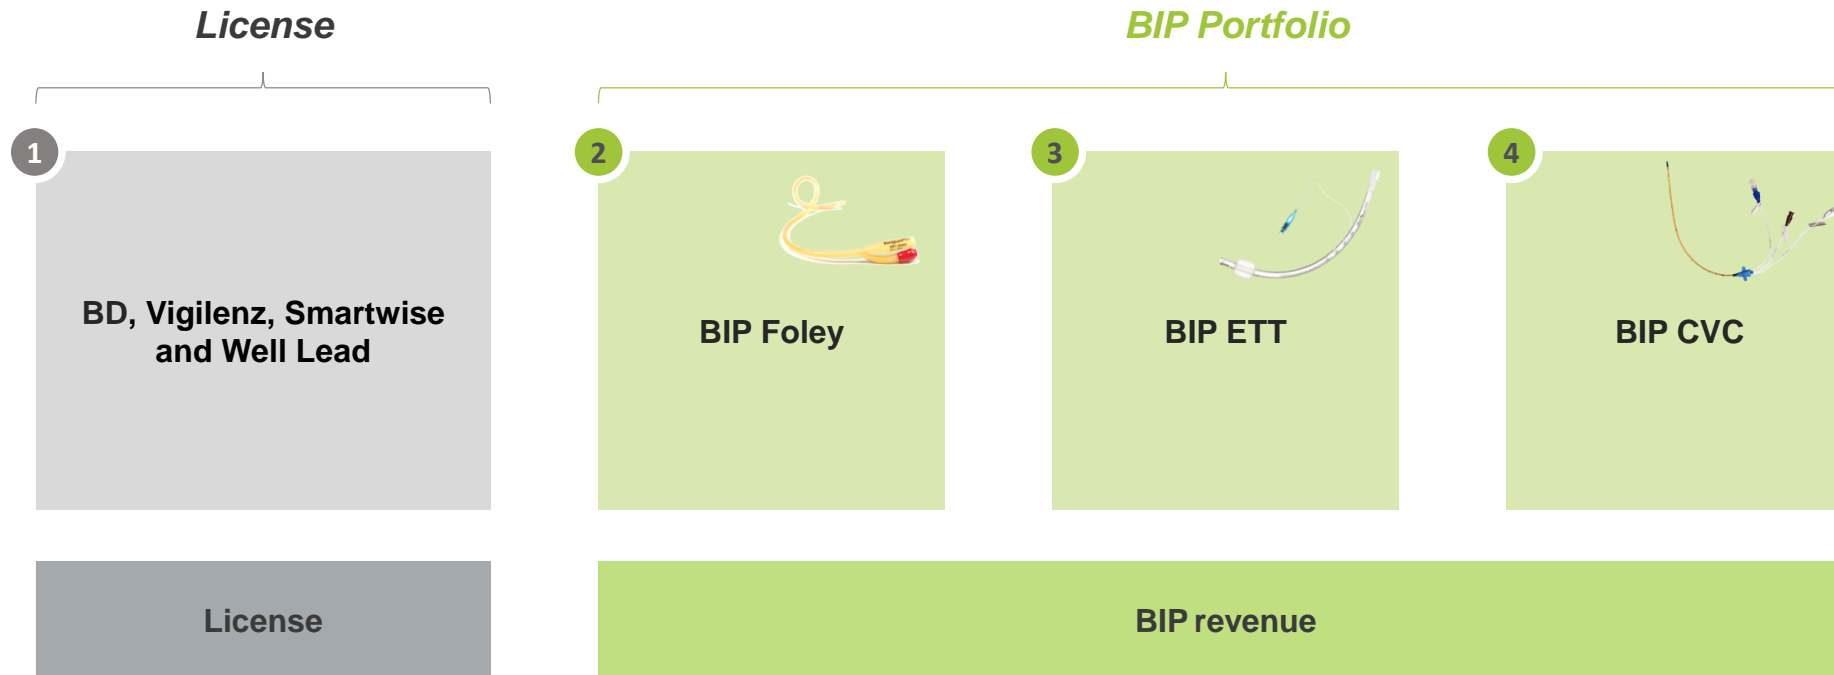 License
BIP Portfolio
1
2
3
4
BD, Vigilenz, Smartwise
and Well Lead
BIP Foley
BIP ETT
BIP CVC
License
BIP revenue